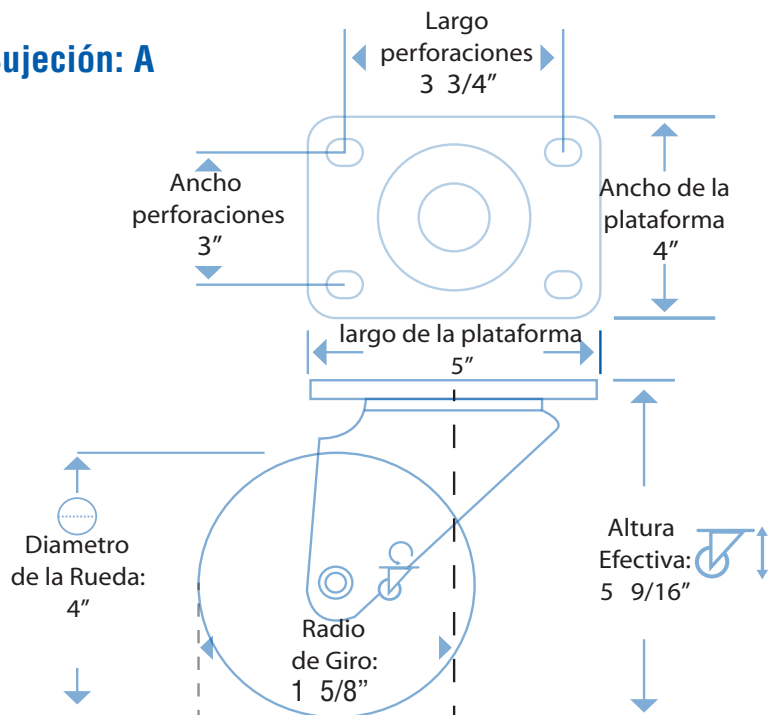 ujeción: A
Largo
perforaciones
3 3/4”
Ancho
perforaciones
3”
Ancho de la
plataforma
4”
largo de la plataforma
5”
Diametro
de la Rueda:
4”
Altura
Efectiva:
5 9/16”
Radio
de Giro:
1 5/8”